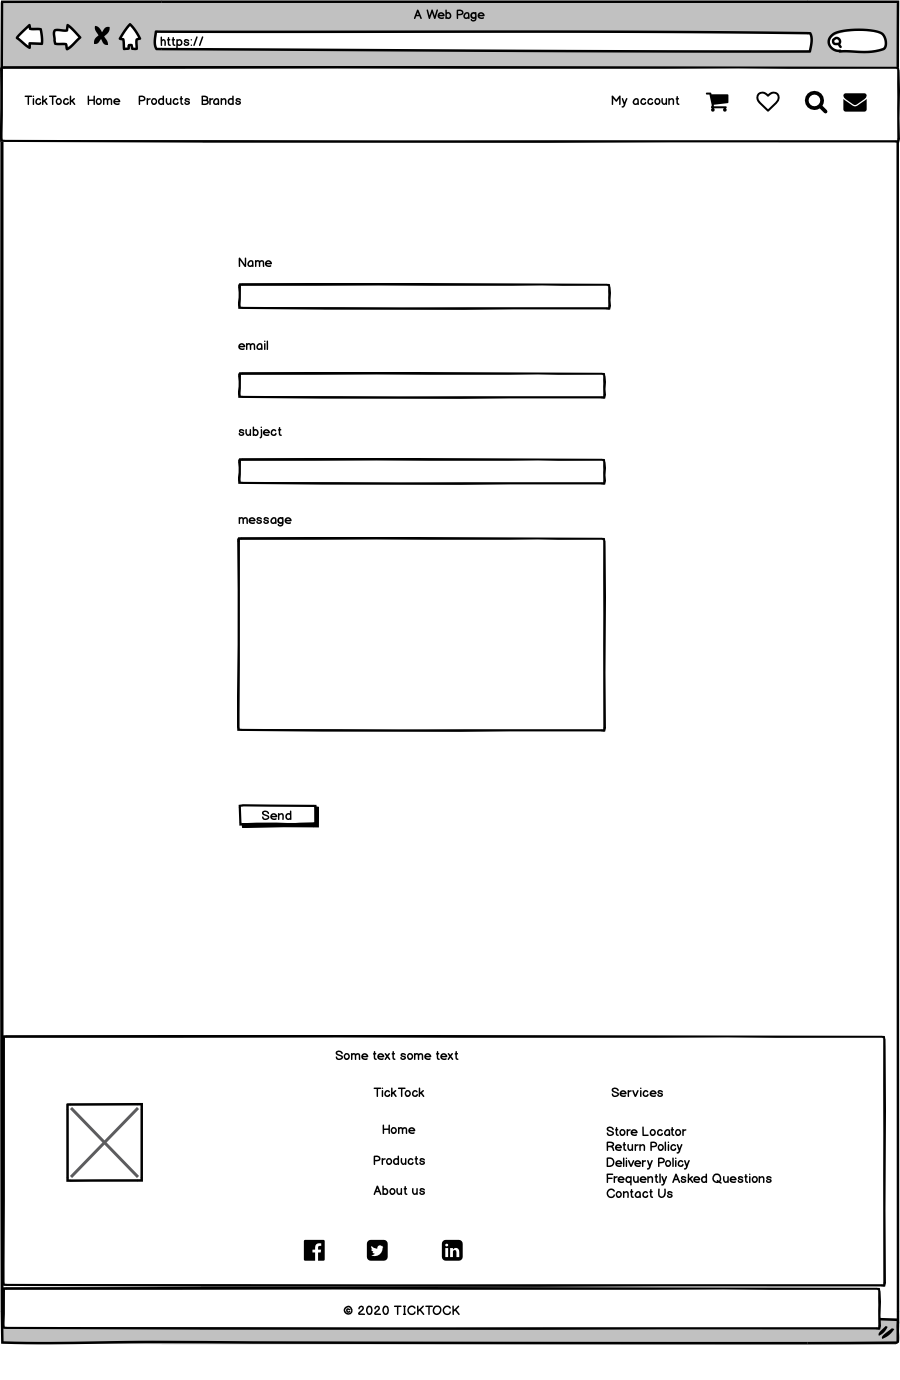 A Web Page
https://
TickTock Home Products Brands My account
Name
email
subject
message
Send
Some text some text
TickTock
Home
Products
About us
Services
Store Locator
Return Policy
Delivery Policy
Frequently Asked Questions
Contact Us
© 2020 TICKTOCK